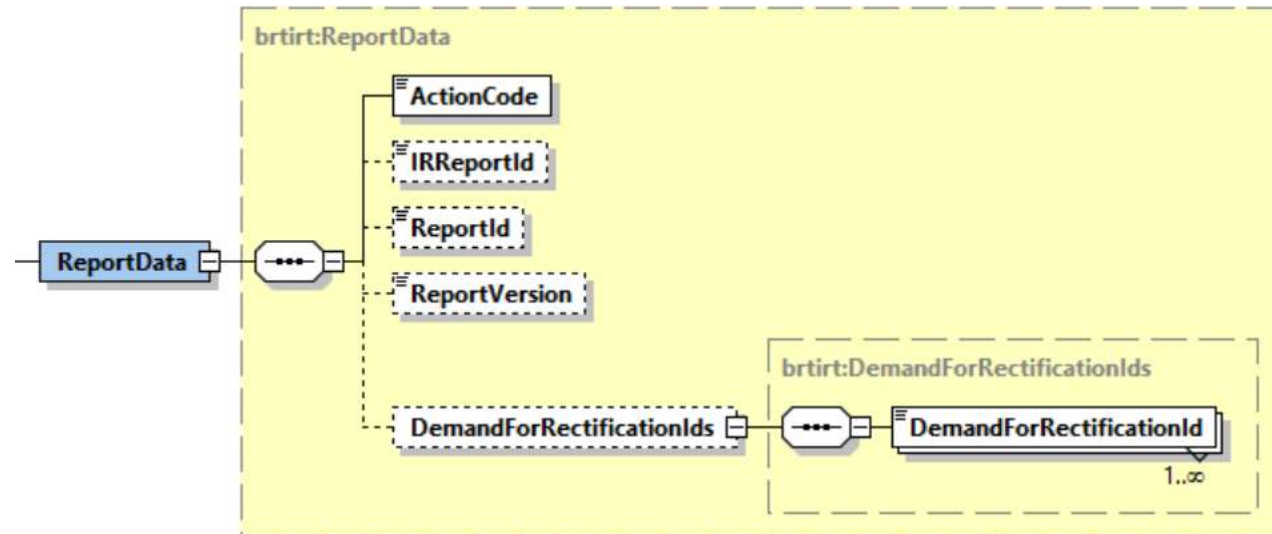 brtirt:ReportData
ActionCode
IRReportId
ReportId
ReportData
ReportVersion
brtirt:DemandForRectificationIds
DemandForRectificationIds
DemandForRectificationId
1..∞